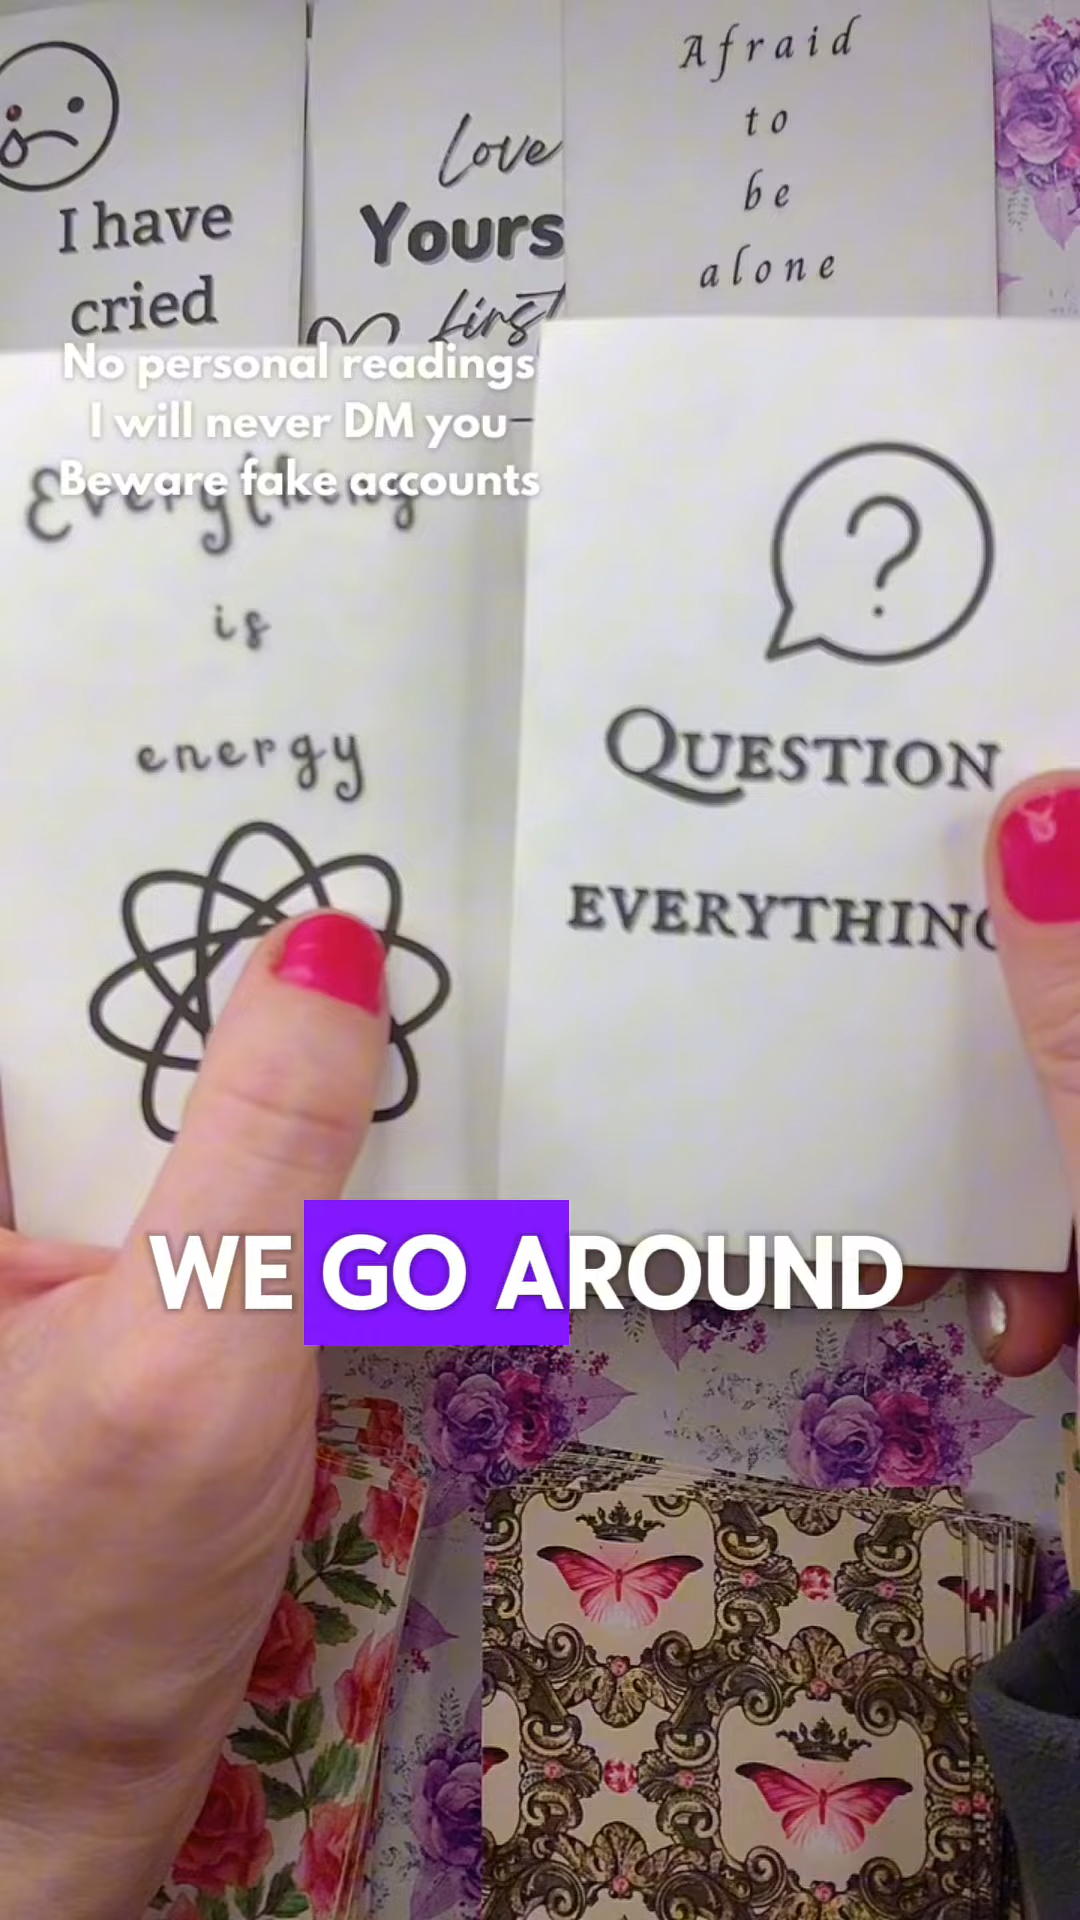 I have
cried
Love
Yours
first
Afraid
to
be
alone
No personal readings
I will never DM you
Beware fake accounts
Everything
is
energy
?
QUESTION
EVERYTHING
WE GO AROUND